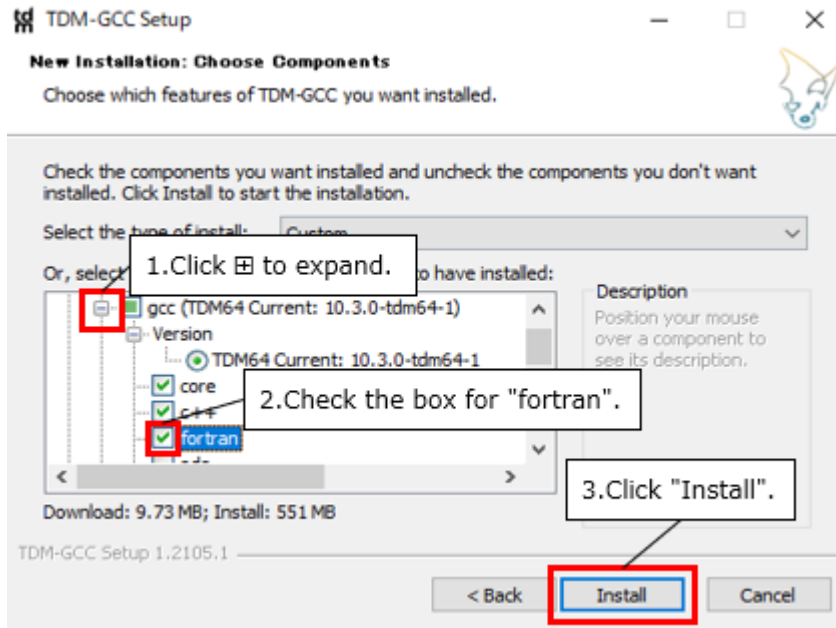 TDM-GCC Setup
New Installation: Choose Components
Choose which features of TDM-GCC you want installed.
Check the components you want installed and uncheck the components you don't want
installed. Click Install to start the installation.
Select the type of install: Custom
1.Click ⊞ to expand.
Or, select to have installed:
gcc (TDM64 Current: 10.3.0-tdm64-1)
Version
TDM64 Current: 10.3.0-tdm64-1
core
c++
2.Check the box for "fortran".
fortran
Description
Position your mouse
over a component to
see its description.
3.Click "Install".
Download: 9.73 MB; Install: 551 MB
TDM-GCC Setup 1.2105.1
< Back Install Cancel